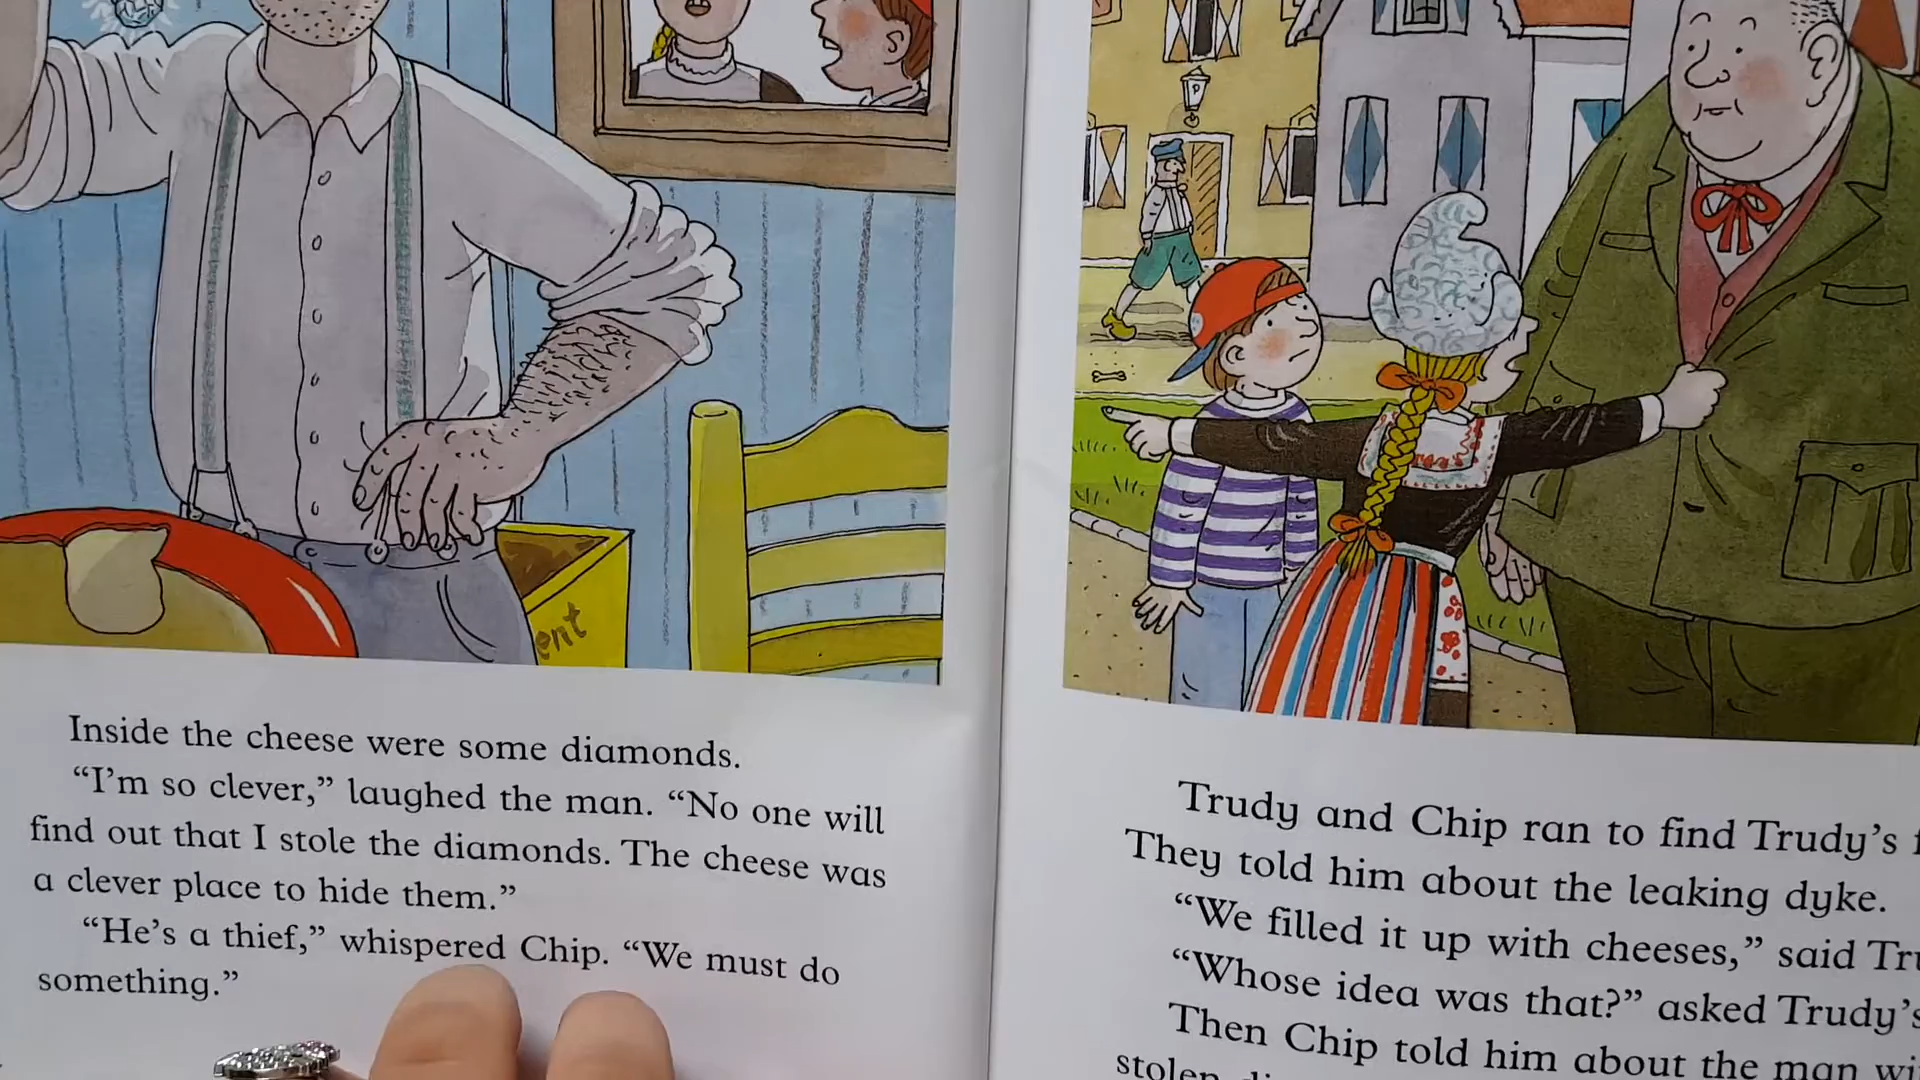 P
ent
Inside the cheese were some diamonds.
“I’m so clever,” laughed the man. “No one will
find out that I stole the diamonds. The cheese was
a clever place to hide them.”
“He’s a thief,” whispered Chip. “We must do
something.”
Trudy and Chip ran to find Trudy’s
They told him about the leaking dyke.
“We filled it up with cheeses,” said
“Whose idea was that?” asked Trudy’s
Then Chip told him about the man
stolen